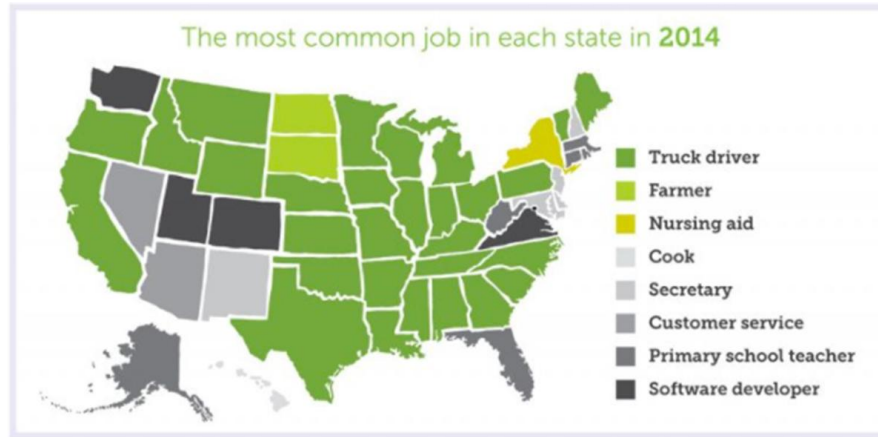 The most common job in each state in 2014
Truck driver
Farmer
Nursing aid
Cook
Secretary
Customer service
Primary school teacher
Software developer